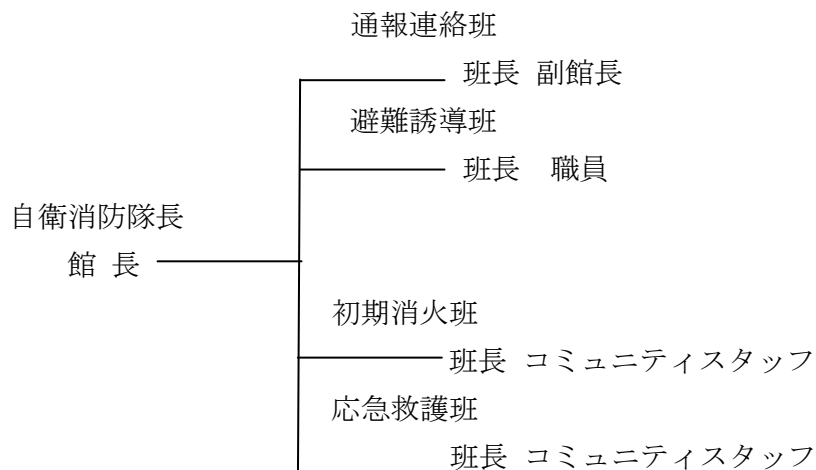 通報連絡班
班長 副館長
避難誘導班
班長 職員
自衛消防隊長
館 長
初期消火班
班長 コミュニティスタッフ
応急救護班
班長 コミュニティスタッフ